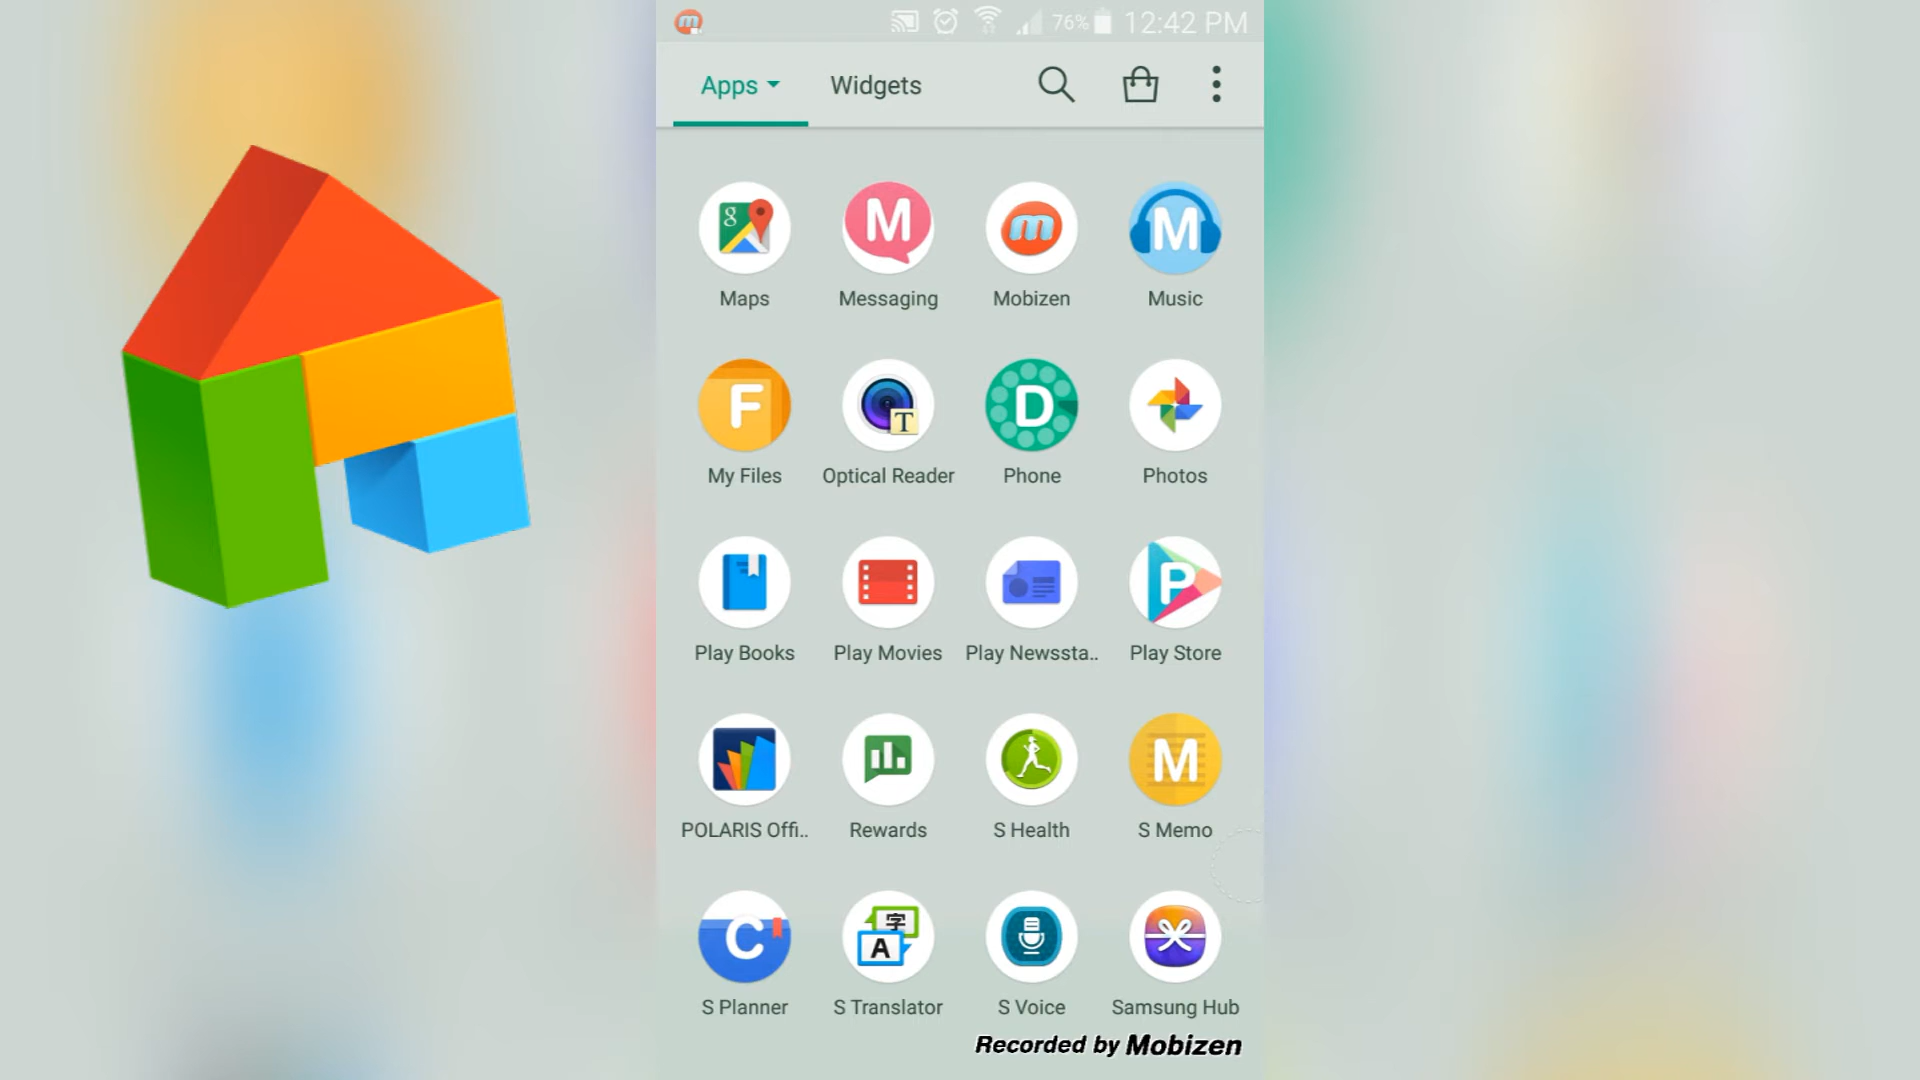 76% 12:42 PM
Apps Widgets
Maps Messaging Mobizen Music
My Files Optical Reader Phone Photos
Play Books Play Movies Play Newssta.. Play Store
POLARIS Offi.. Rewards S Health S Memo
S Planner S Translator S Voice Samsung Hub
Recorded by Mobizen